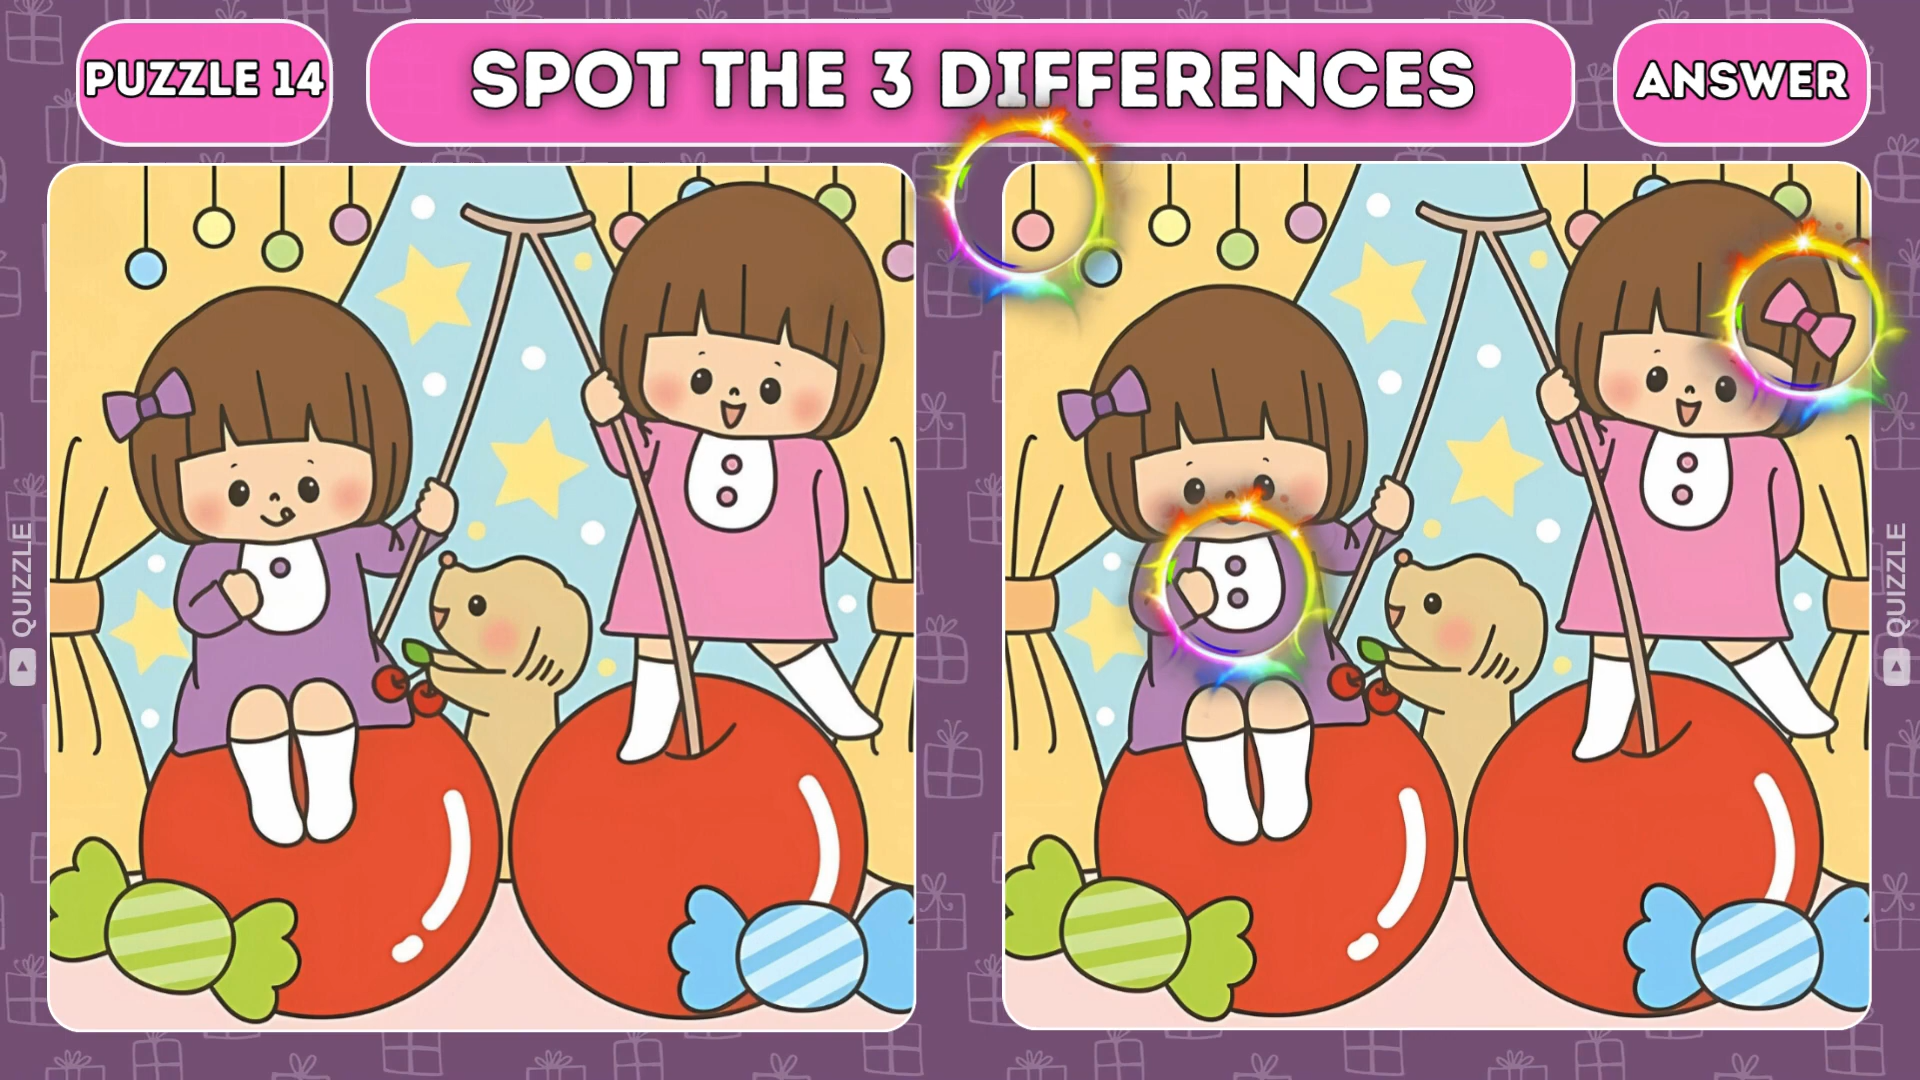 PUZZLE 14
SPOT THE 3 DIFFERENCES
ANSWER
QUIZZLE
QUIZZLE